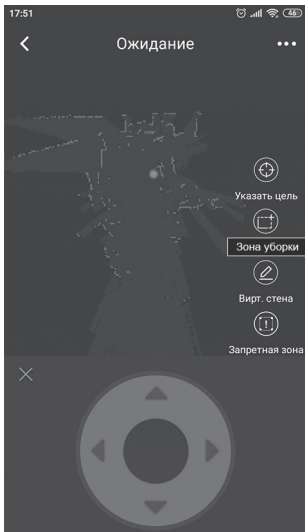 17:51
46
Ожидание
Указать цель
Зона уборки
Вирт. стена
Запретная зона